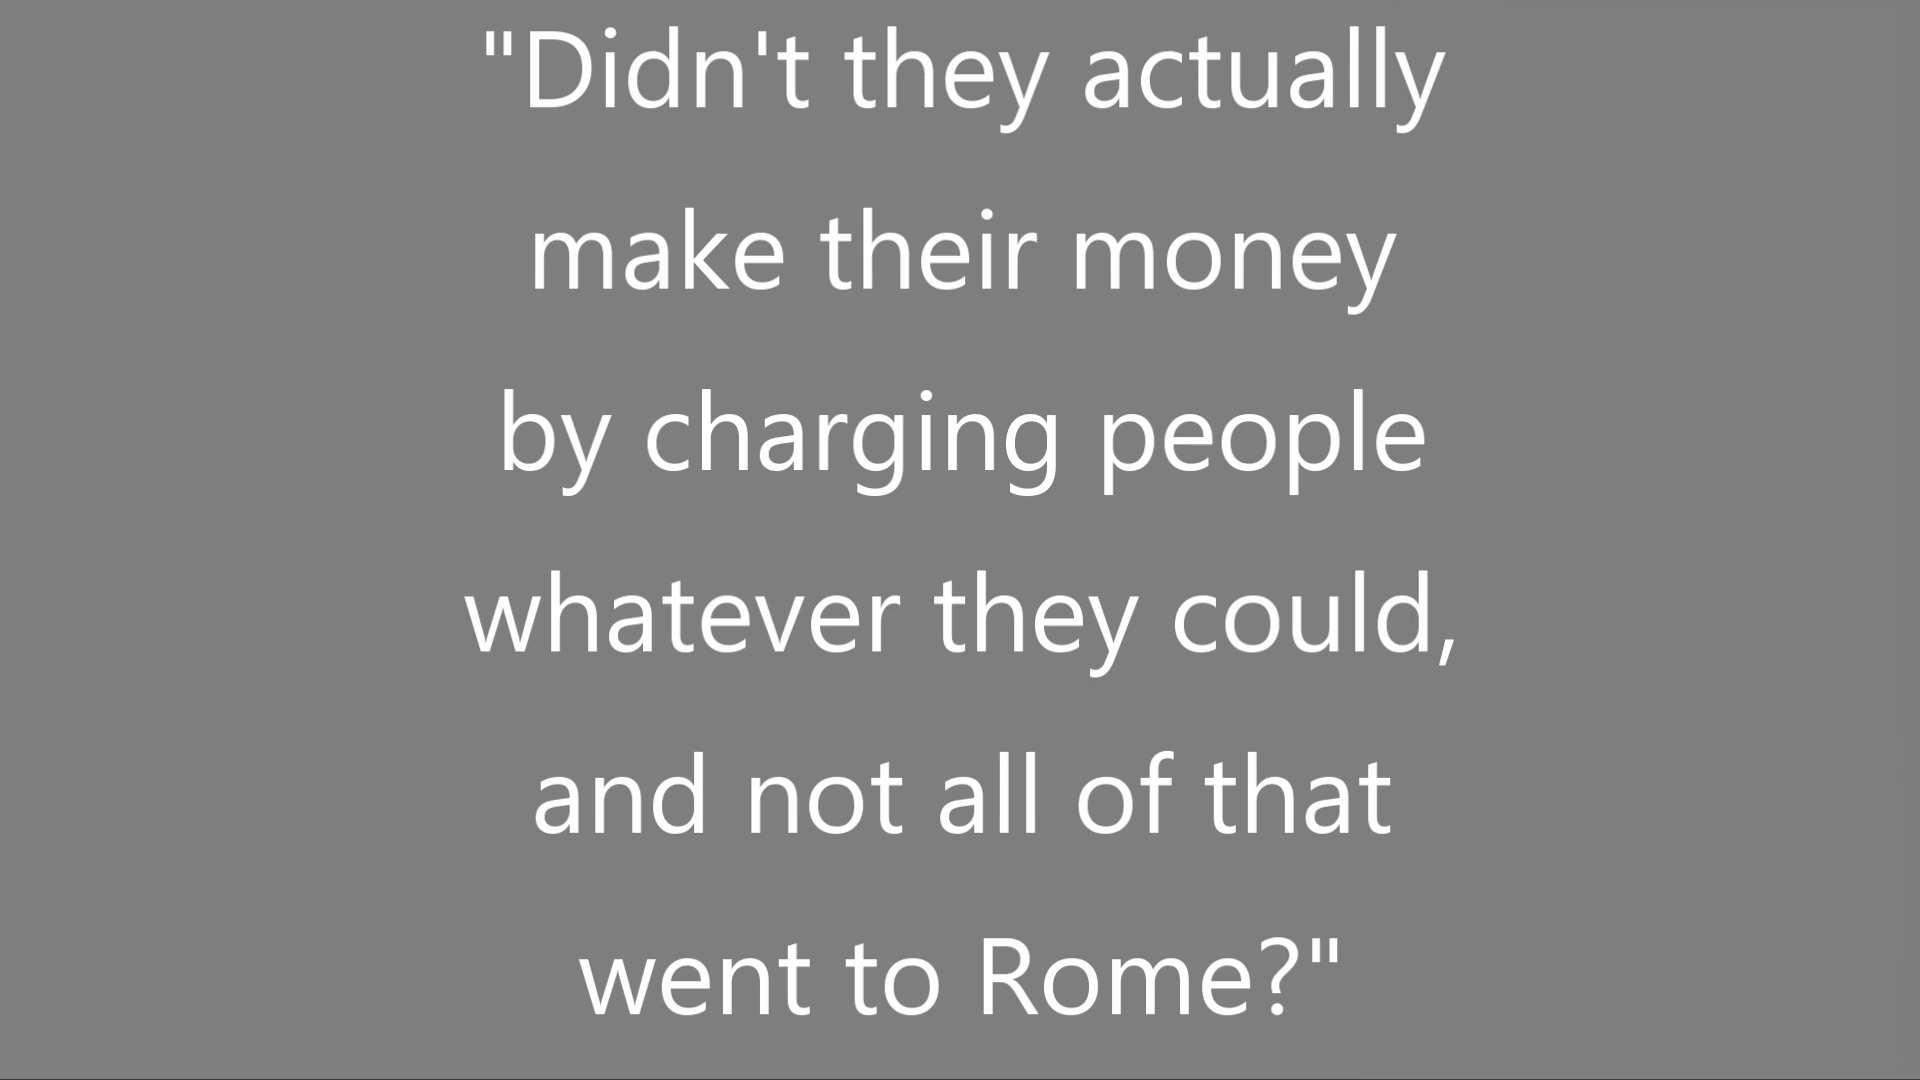 "Didn't they actually
make their money
by charging people
whatever they could,
and not all of that
went to Rome?"